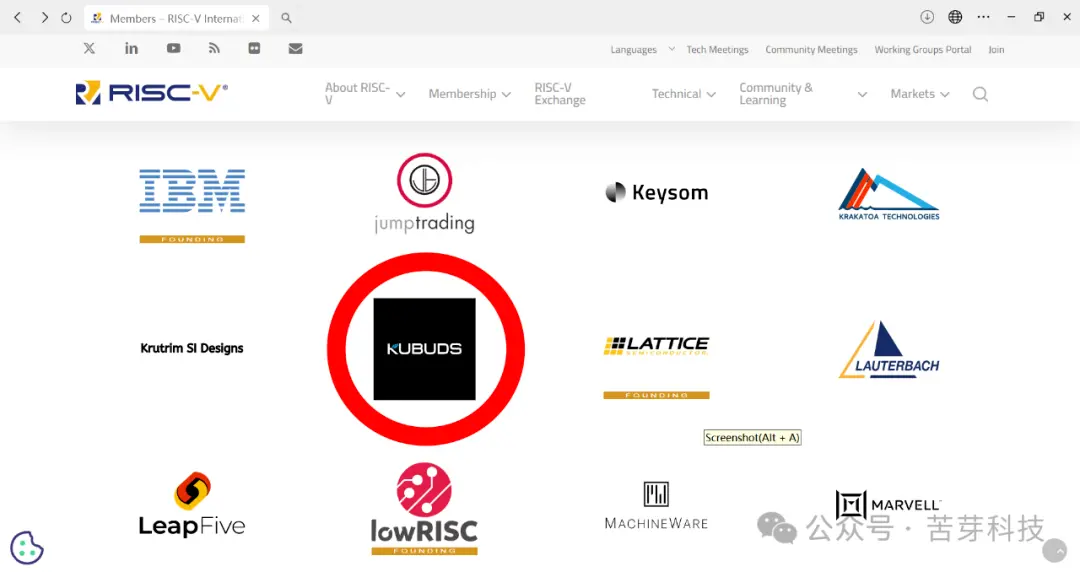 Members – RISC-V Internati
Languages Tech Meetings Community Meetings Working Groups Portal Join
RISC-V®
About RISC-
V
Membership
RISC-V
Exchange
Technical
Community &
Learning
Markets
IBM
FOUNDING
jumptrading
Keysom
KRAKATOA TECHNOLOGIES
Krutrim SI Designs
KUBUDS
LATTICE
SEMICONDUCTOR
FOUNDING
LAUTERBACH
Screenshot(Alt + A)
LeapFive
lowRISC
FOUNDING
MACHINEWARE
MARVELL
公众号 · 苦芽科技